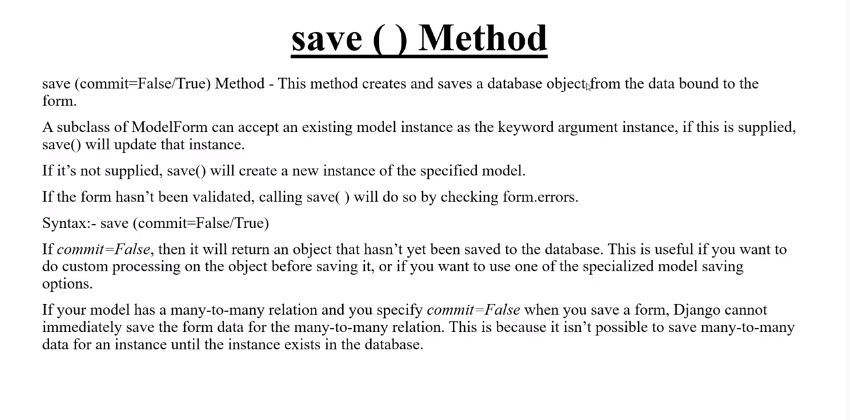 save ( ) Method
save (commit=False/True) Method - This method creates and saves a database object from the data bound to the
form.
A subclass of ModelForm can accept an existing model instance as the keyword argument instance, if this is supplied,
save() will update that instance.
If it’s not supplied, save() will create a new instance of the specified model.
If the form hasn’t been validated, calling save( ) will do so by checking form.errors.
Syntax:- save (commit=False/True)
If commit=False, then it will return an object that hasn’t yet been saved to the database. This is useful if you want to
do custom processing on the object before saving it, or if you want to use one of the specialized model saving
options.
If your model has a many-to-many relation and you specify commit=False when you save a form, Django cannot
immediately save the form data for the many-to-many relation. This is because it isn’t possible to save many-to-many
data for an instance until the instance exists in the database.